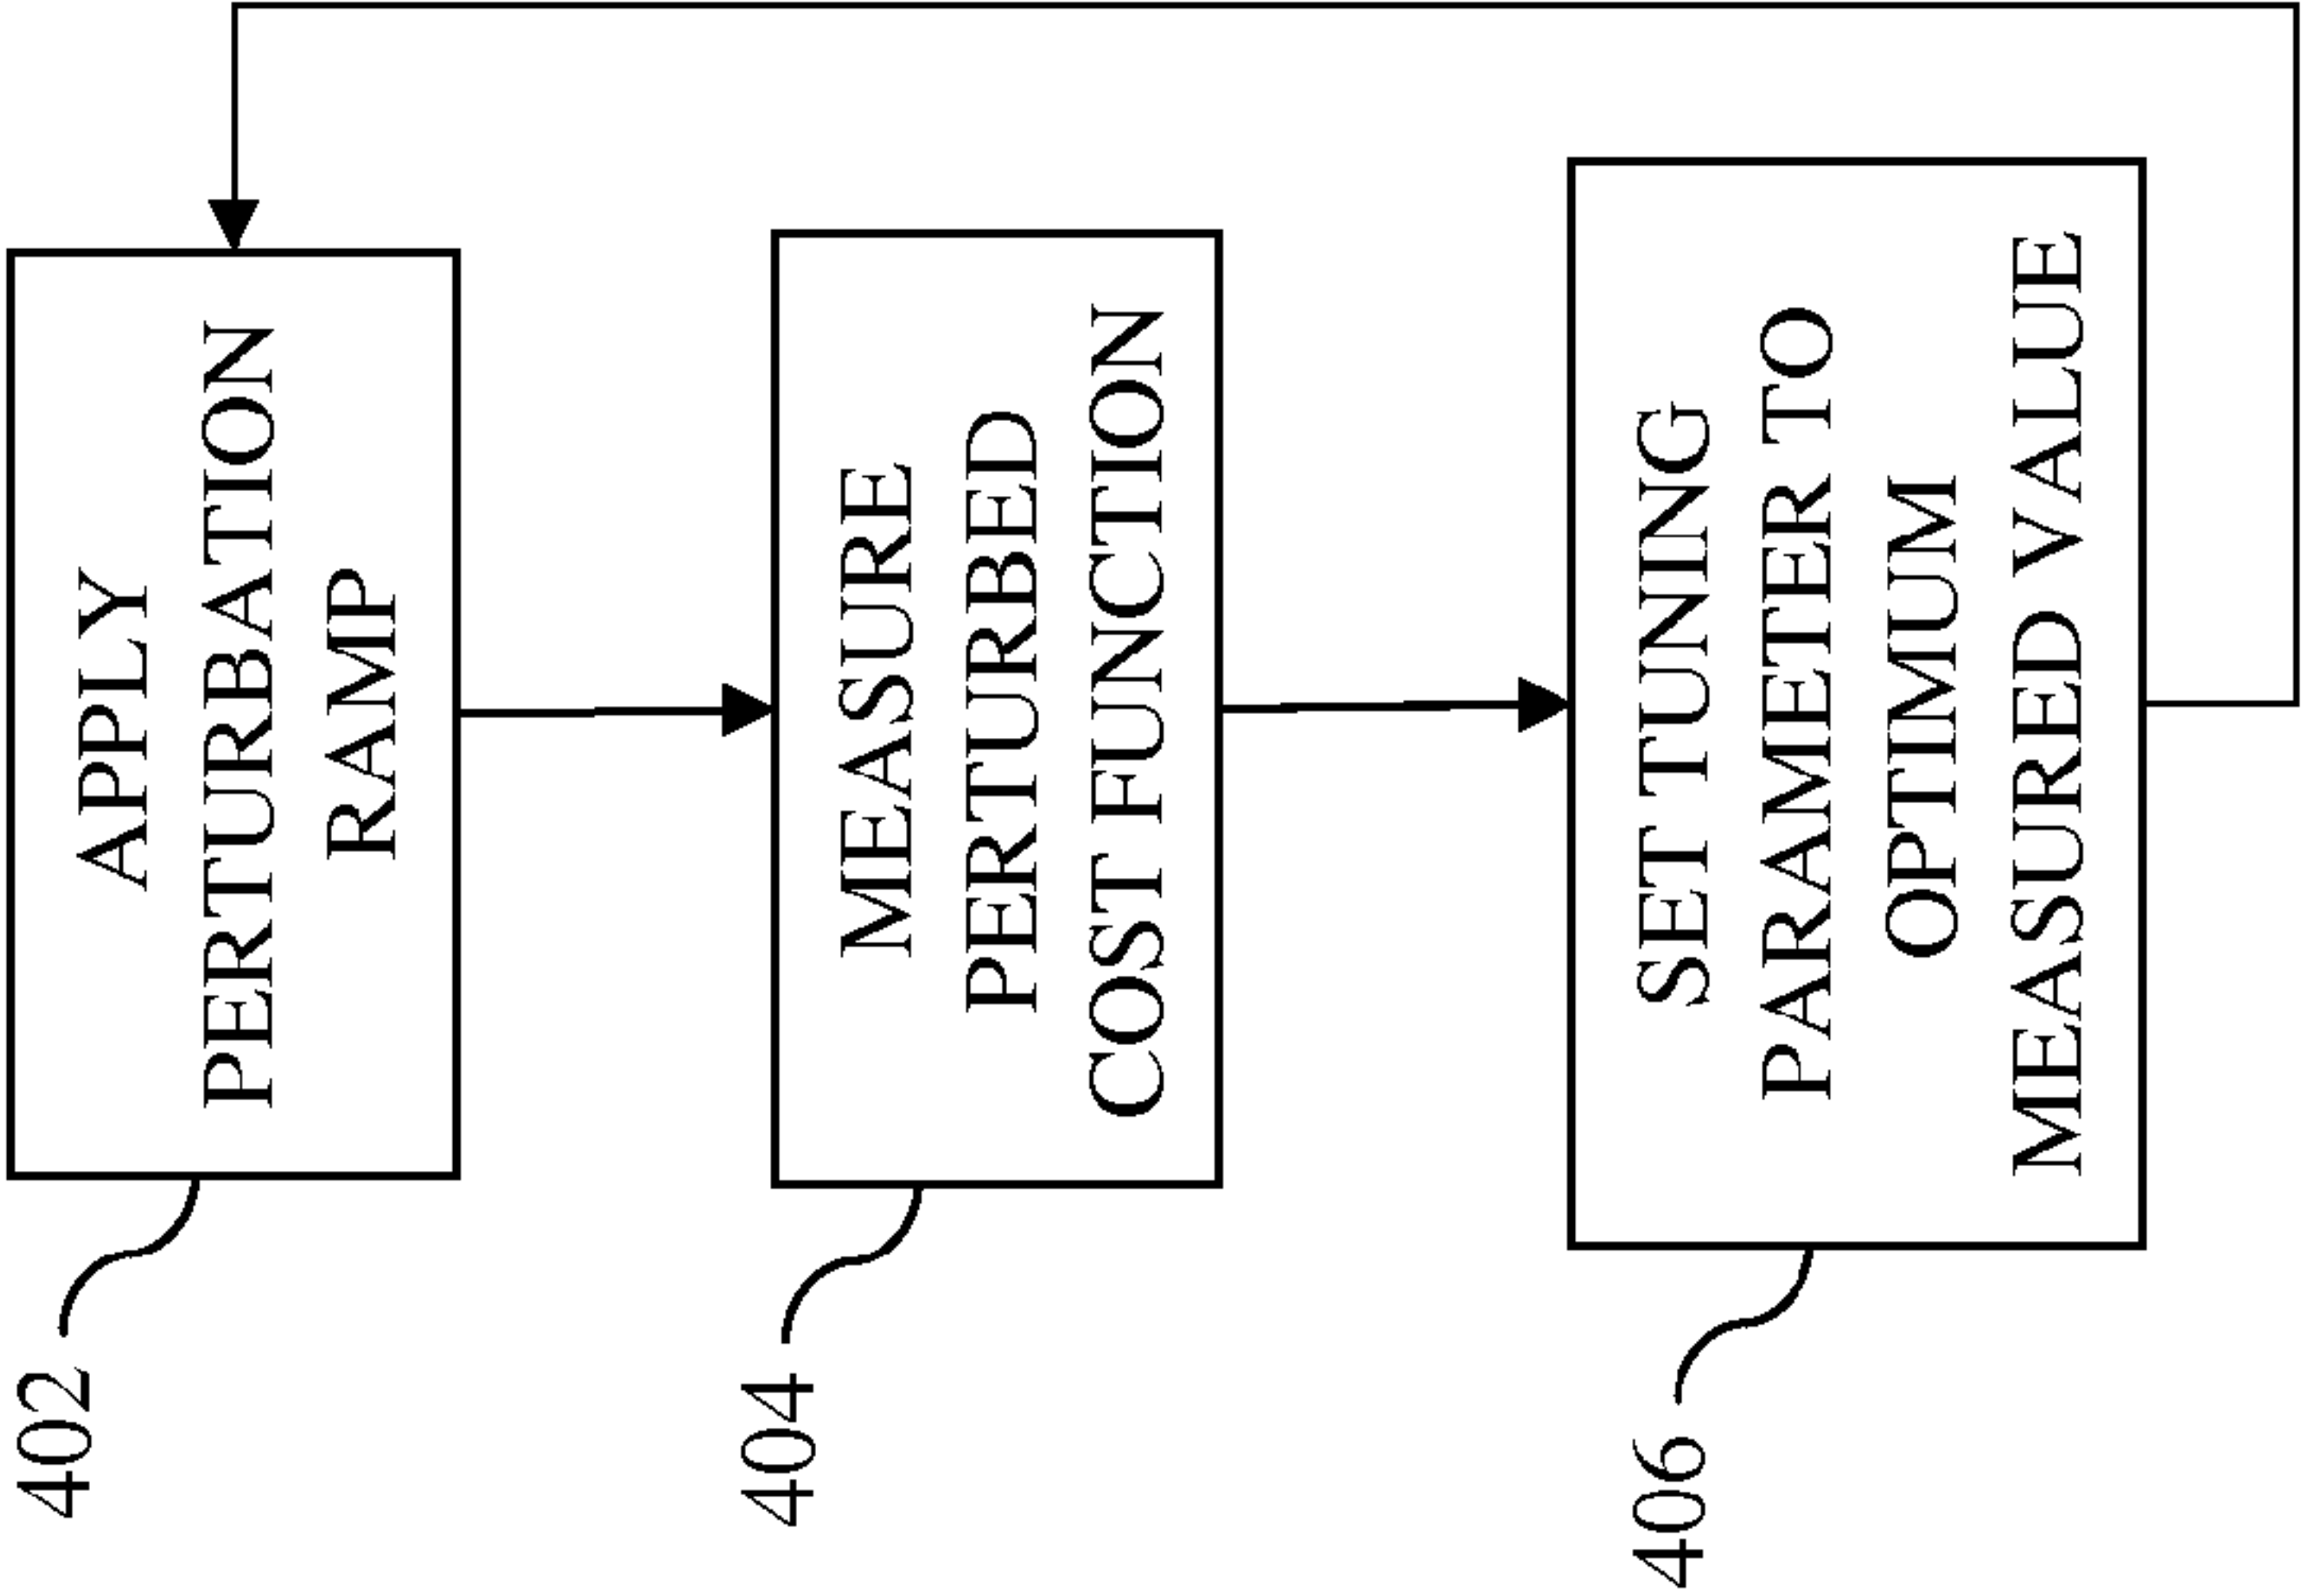 402
APPLY
PERTURBATION
RAMP
404
MEASURE
PERTURBED
COST FUNCTION
406
SET TUNING
PARAMETER TO
OPTIMUM
MEASURED VALUE